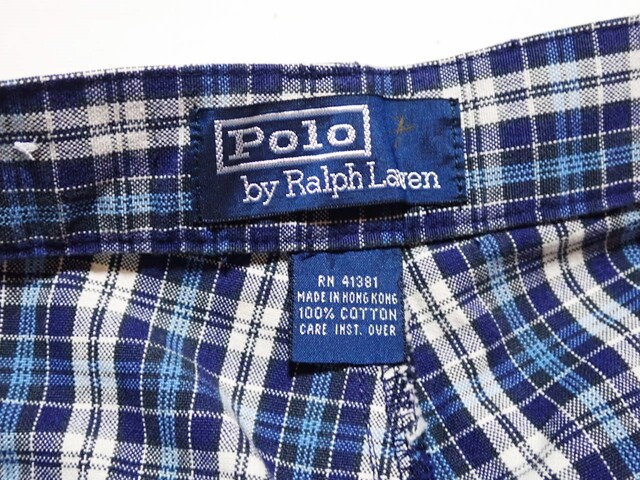 Polo
by Ralph Lauren
RN 41381
MADE IN HONG KONG
100% COTTON
CARE INST. OVER